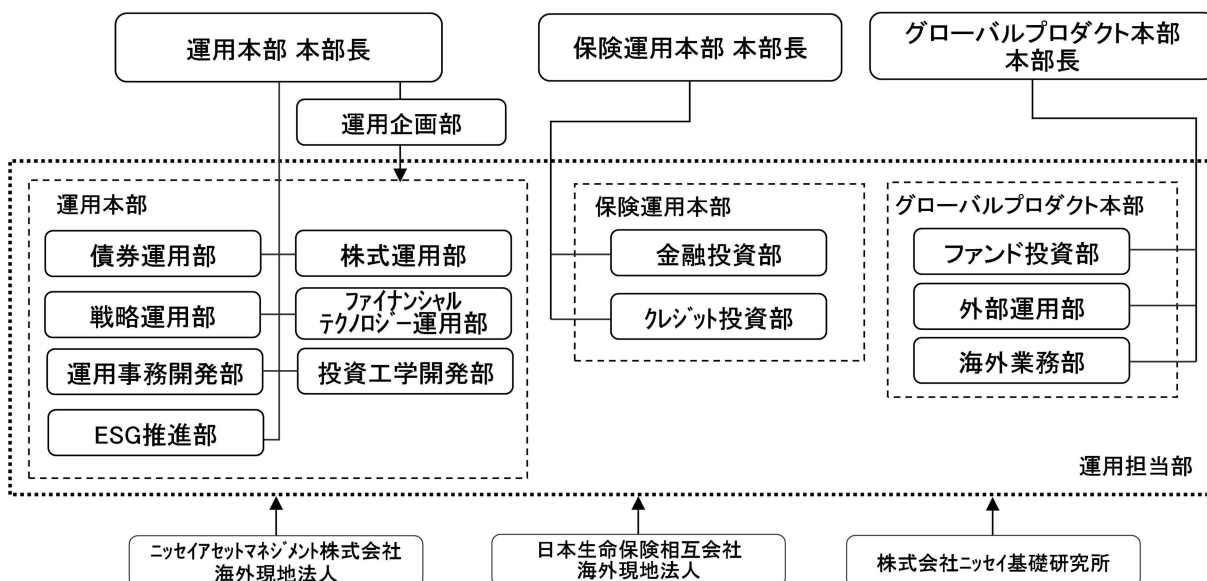 運用本部 本部長
保険運用本部 本部長
グローバルプロダクト本部
本部長
運用企画部
運用本部
債券運用部
株式運用部
戦略運用部
ファイナンシャル
テクノロジー運用部
運用事務開発部
投資工学開発部
ESG推進部
保険運用本部
金融投資部
クレジット投資部
グローバルプロダクト本部
ファンド投資部
外部運用部
海外業務部
運用担当部
ニッセイアセットマネジメント株式会社
海外現地法人
日本生命保険相互会社
海外現地法人
株式会社ニッセイ基礎研究所